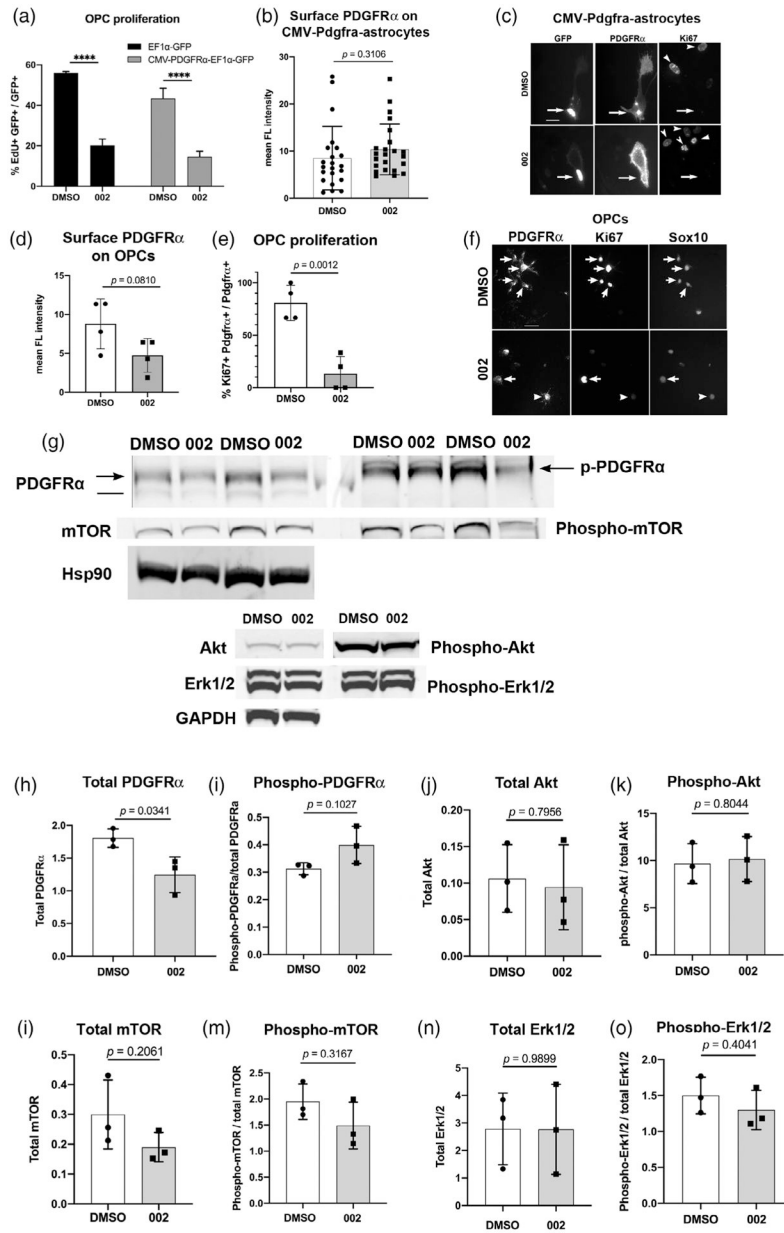 (a)
OPC proliferation
EF1α-GFP
CMV-PDGFRα-EF1α-GFP
****
****
% EdU+ GFP+ / GFP+
80
60
40
20
0
DMSO 002 DMSO 002
(b)
Surface PDGFRα on
CMV-Pdgfra-astrocytes
p = 0.3106
mean FL intensity
30
20
10
0
DMSO 002
(c)
CMV-Pdgfra-astrocytes
GFP PDGFRα Ki67
DMSO
002
(d)
Surface PDGFRα
on OPCs
p = 0.0810
mean FL intensity
15
10
5
0
DMSO 002
(e)
OPC proliferation
p = 0.0012
% Ki67+ Pdgfrα+ / Pdgfrα+
100
50
0
DMSO 002
(f)
OPCs
PDGFRα Ki67 Sox10
DMSO
002
(g)
DMSO 002 DMSO 002 DMSO 002 DMSO 002
PDGFRα
p-PDGFRα
mTOR
Phospho-mTOR
Hsp90
DMSO 002 DMSO 002
Akt
Phospho-Akt
Erk1/2
Phospho-Erk1/2
GAPDH
(h)
Total PDGFRα
p = 0.0341
Total PDGFRα
2.0
1.5
1.0
0.5
0.0
DMSO 002
(i)
Phospho-PDGFRα
p = 0.1027
Phospho-PDGFRa/total PDGFRa
0.5
0.4
0.3
0.2
0.1
0.0
DMSO 002
(j)
Total Akt
p = 0.7956
Total Akt
0.20
0.15
0.10
0.05
0.00
DMSO 002
(k)
Phospho-Akt
p = 0.8044
phospho-Akt / total Akt
15
10
5
0
DMSO 002
(l)
Total mTOR
p = 0.2061
Total mTOR
0.5
0.4
0.3
0.2
0.1
0.0
DMSO 002
(m)
Phospho-mTOR
p = 0.3167
Phospho-mTOR / total mTOR
2.5
2.0
1.5
1.0
0.5
0.0
DMSO 002
(n)
Total Erk1/2
p = 0.9899
Total Erk1/2
6
4
2
0
DMSO 002
(o)
Phospho-Erk1/2
p = 0.4041
Phospho-Erk1/2 / total Erk1/2
2.0
1.5
1.0
0.5
0.0
DMSO 002